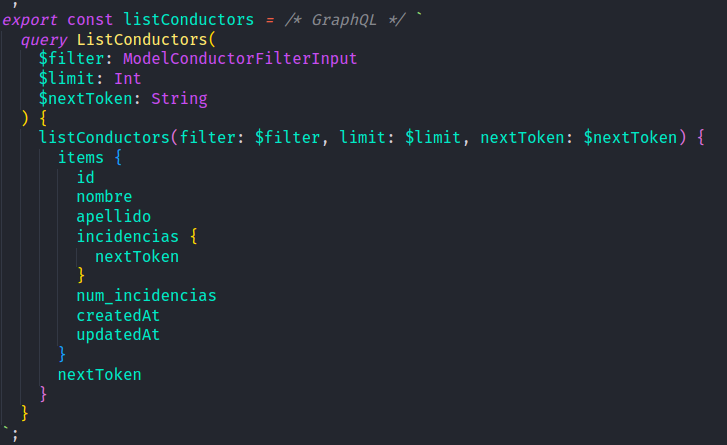 ;
export const listConductors = /* GraphQL */ `
query ListConductors(
$filter: ModelConductorFilterInput
$limit: Int
$nextToken: String
) {
listConductors(filter: $filter, limit: $limit, nextToken: $nextToken) {
items {
id
nombre
apellido
incidencias {
nextToken
}
num_incidencias
createdAt
updatedAt
}
nextToken
}
}
`;